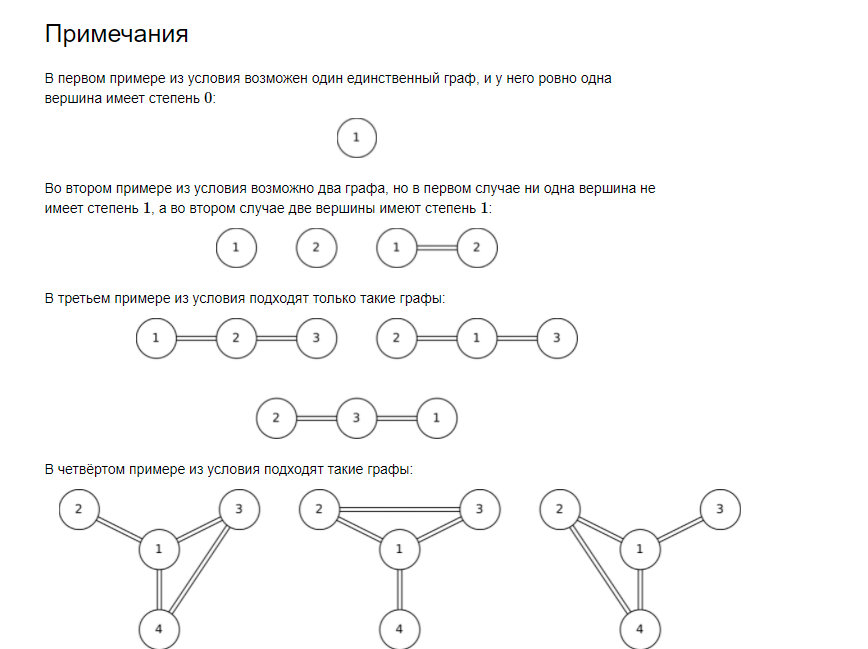 Примечания
В первом примере из условия возможен один единственный граф, и у него ровно одна
вершина имеет степень 0:
1
Во втором примере из условия возможно два графа, но в первом случае ни одна вершина не
имеет степень 1, а во втором случае две вершины имеют степень 1:
1 2 1 2
В третьем примере из условия подходят только такие графы:
1 2 3 2 1 3
2 3 1
В четвёртом примере из условия подходят такие графы:
2 3 2 3 2 3
1 1 1
4 4 4